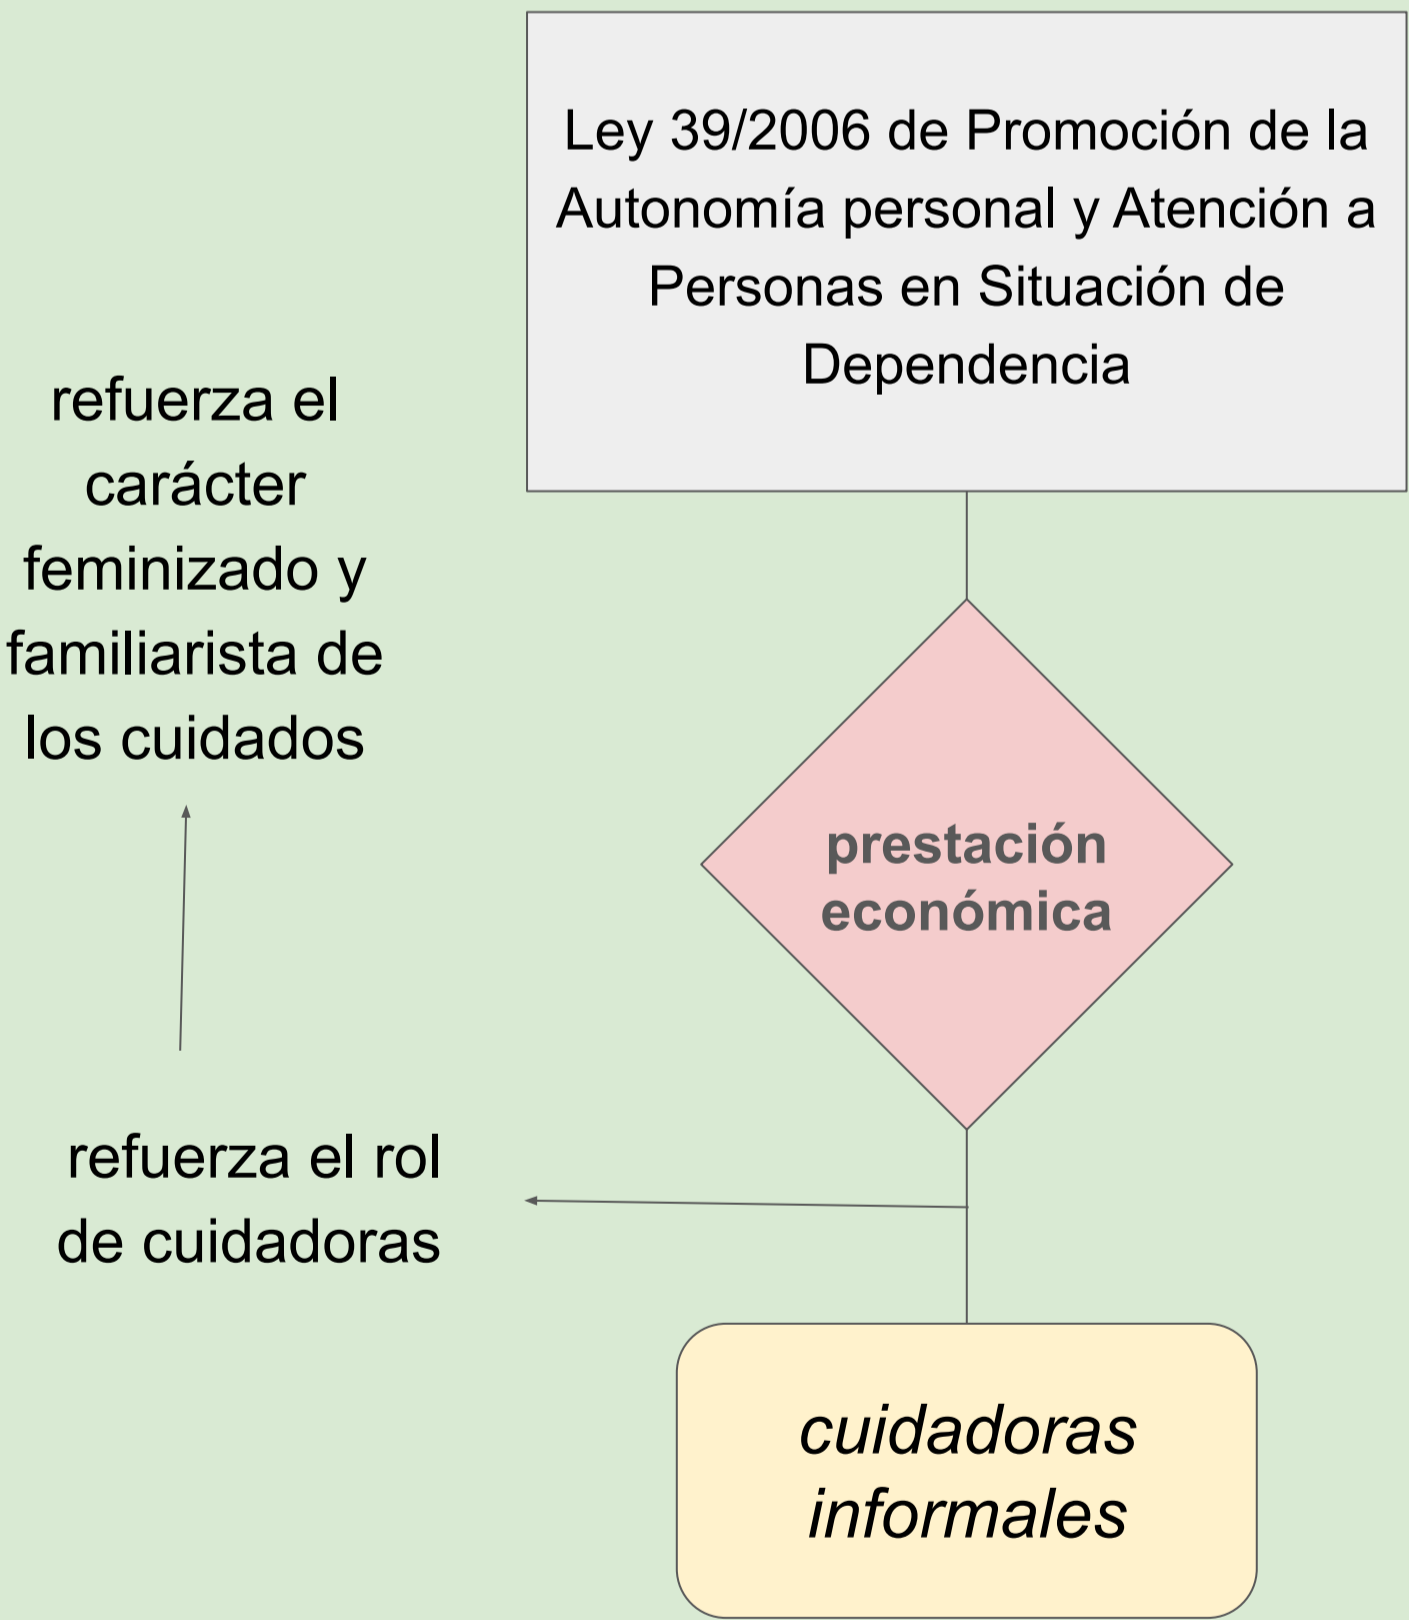 Ley 39/2006 de Promoción de la
Autonomía personal y Atención a
Personas en Situación de
Dependencia
refuerza el
carácter
feminizado y
familiarista de
los cuidados
prestación
económica
refuerza el rol
de cuidadoras
cuidadoras
informales